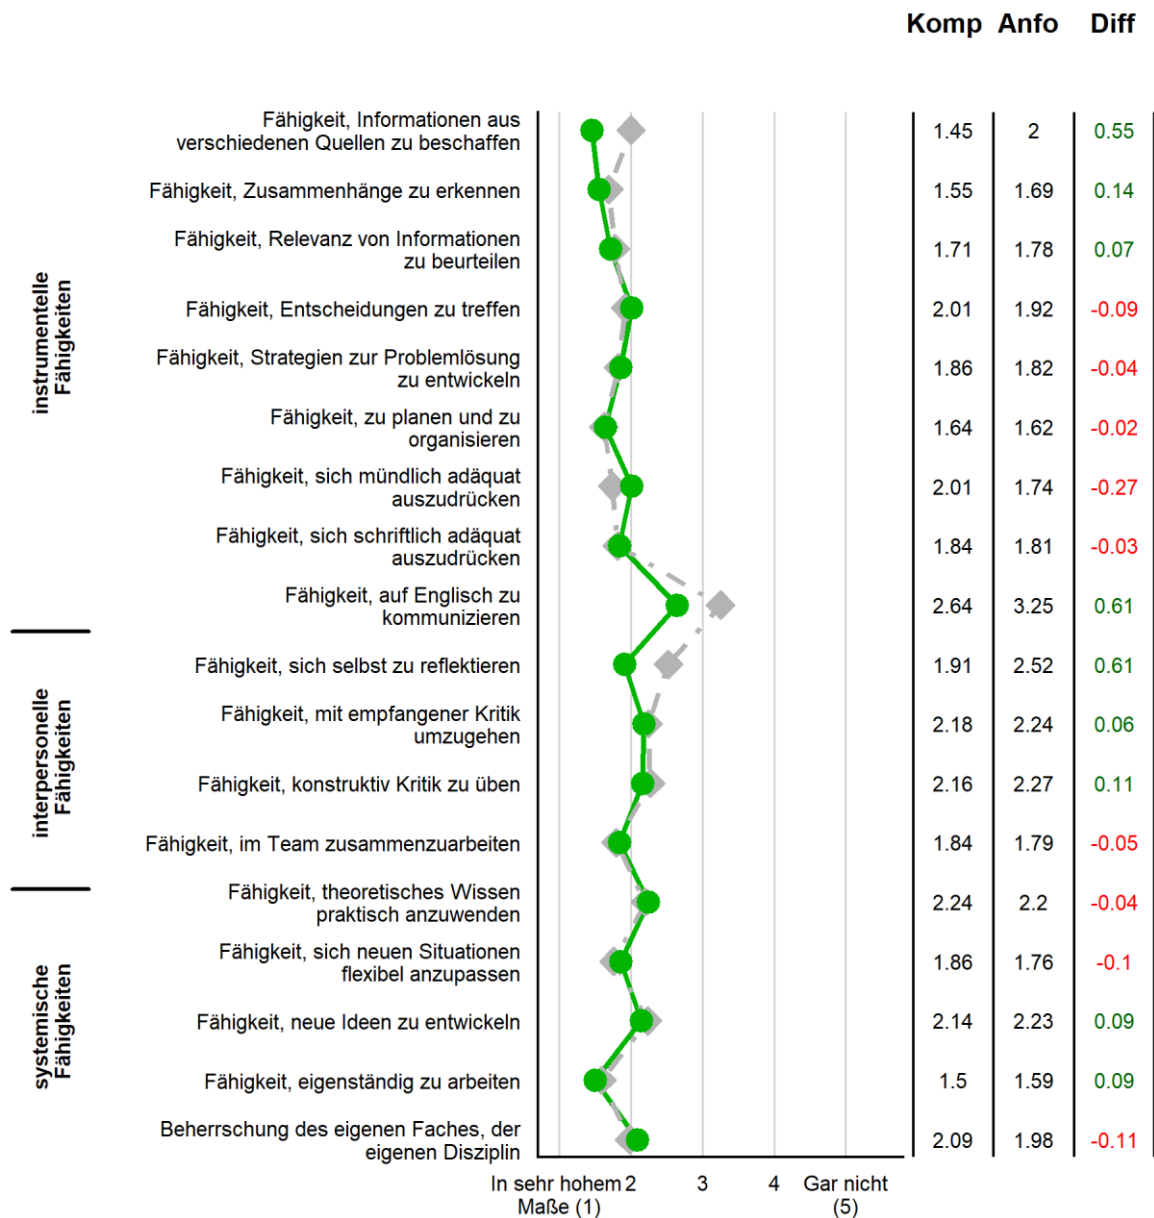 Komp Anfo Diff
instrumentelle
Fähigkeiten
Fähigkeit, Informationen aus
verschiedenen Quellen zu beschaffen
1.45 2 0.55
Fähigkeit, Zusammenhänge zu erkennen
1.55 1.69 0.14
Fähigkeit, Relevanz von Informationen
zu beurteilen
1.71 1.78 0.07
Fähigkeit, Entscheidungen zu treffen
2.01 1.92 -0.09
Fähigkeit, Strategien zur Problemlösung
zu entwickeln
1.86 1.82 -0.04
Fähigkeit, zu planen und zu
organisieren
1.64 1.62 -0.02
Fähigkeit, sich mündlich adäquat
auszudrücken
2.01 1.74 -0.27
Fähigkeit, sich schriftlich adäquat
auszudrücken
1.84 1.81 -0.03
Fähigkeit, auf Englisch zu
kommunizieren
2.64 3.25 0.61
interpersonelle
Fähigkeiten
Fähigkeit, sich selbst zu reflektieren
1.91 2.52 0.61
Fähigkeit, mit empfangener Kritik
umzugehen
2.18 2.24 0.06
Fähigkeit, konstruktiv Kritik zu üben
2.16 2.27 0.11
Fähigkeit, im Team zusammenzuarbeiten
1.84 1.79 -0.05
systemische
Fähigkeiten
Fähigkeit, theoretisches Wissen
praktisch anzuwenden
2.24 2.2 -0.04
Fähigkeit, sich neuen Situationen
flexibel anzupassen
1.86 1.76 -0.1
Fähigkeit, neue Ideen zu entwickeln
2.14 2.23 0.09
Fähigkeit, eigenständig zu arbeiten
1.5 1.59 0.09
Beherrschung des eigenen Faches, der
eigenen Disziplin
2.09 1.98 -0.11
In sehr hohem 2 3 4 Gar nicht
Maße (1) (5)